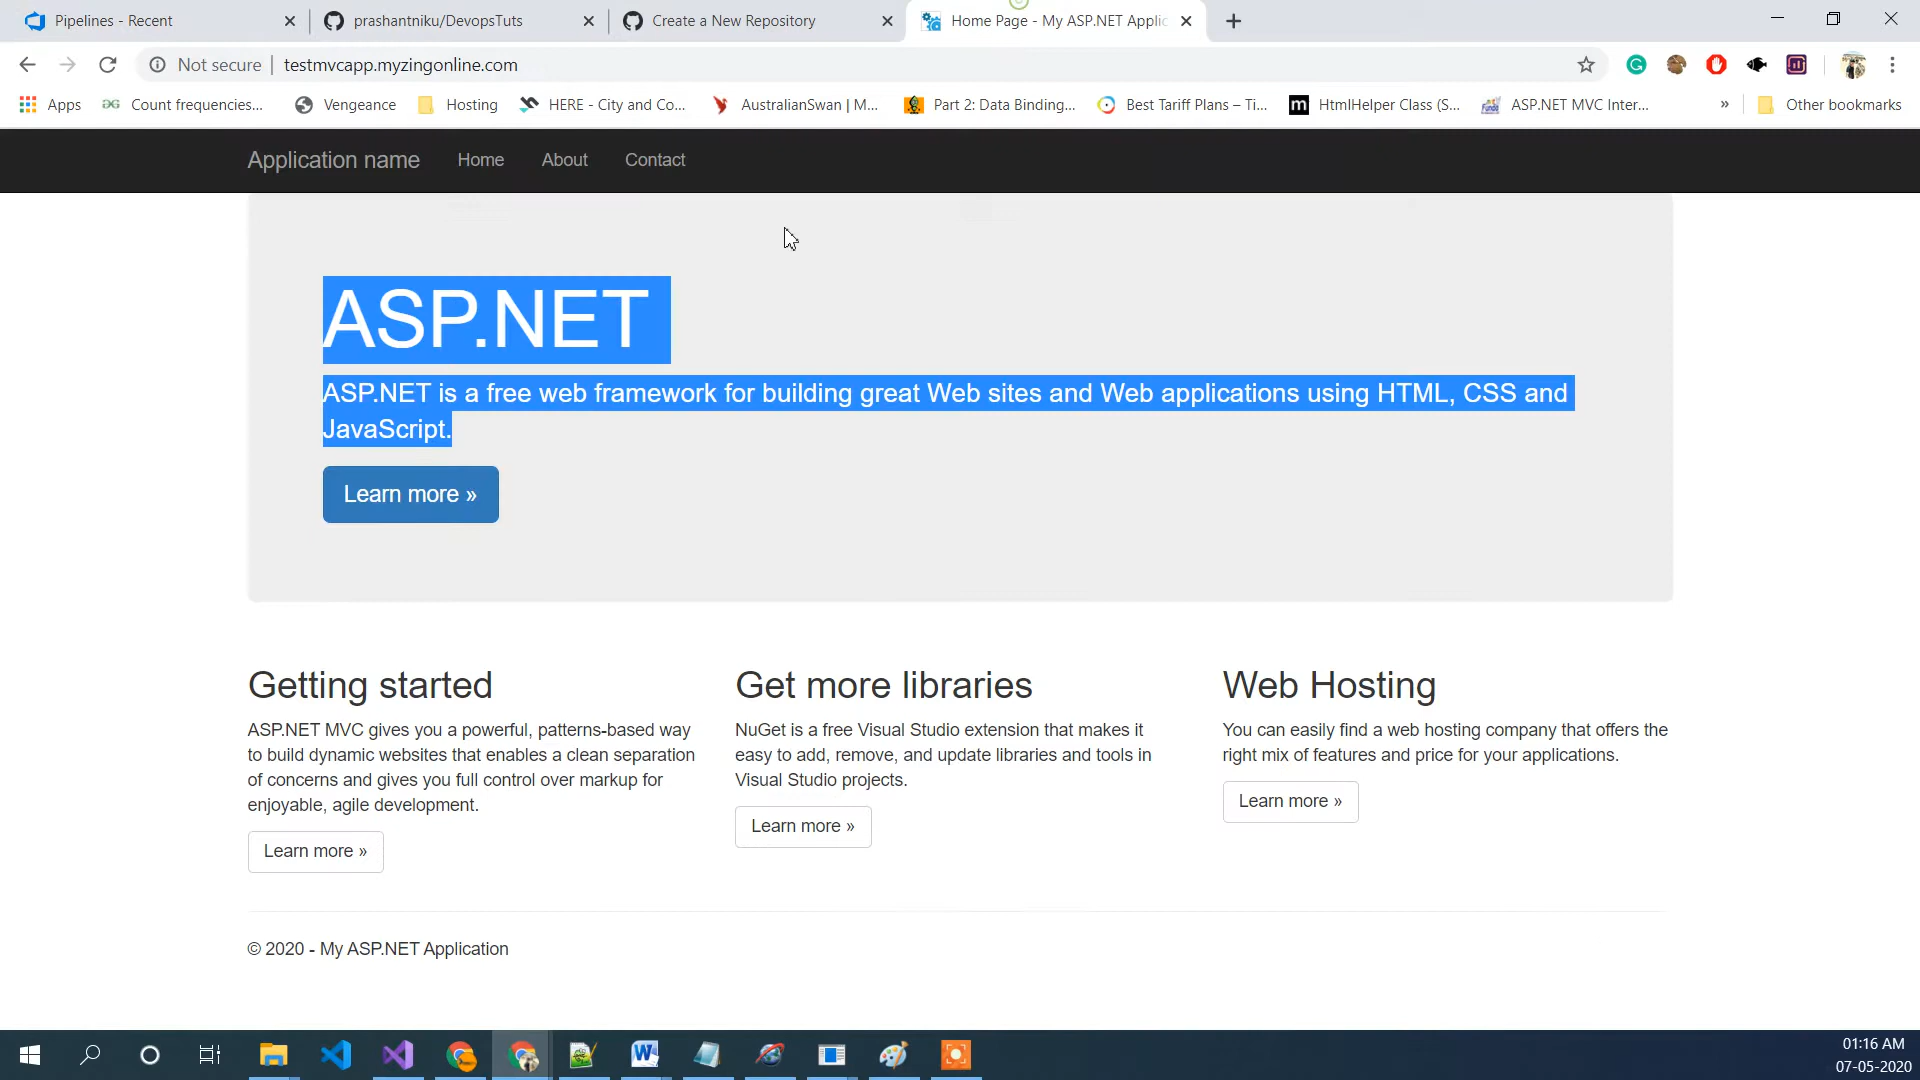 Pipelines - Recent
prashantniku/DevopsTuts
Create a New Repository
Home Page - My ASP.NET Applic
Not secure | testmvcapp.myzingonline.com
Apps
Count frequencies...
Vengeance
Hosting
HERE - City and Co...
AustralianSwan | M...
Part 2: Data Binding...
Best Tariff Plans – Ti...
HtmlHelper Class (S...
ASP.NET MVC Inter...
»
Other bookmarks
Application name
Home
About
Contact
ASP.NET
ASP.NET is a free web framework for building great Web sites and Web applications using HTML, CSS and
JavaScript.
Learn more »
Getting started
ASP.NET MVC gives you a powerful, patterns-based way
to build dynamic websites that enables a clean separation
of concerns and gives you full control over markup for
enjoyable, agile development.
Learn more »
Get more libraries
NuGet is a free Visual Studio extension that makes it
easy to add, remove, and update libraries and tools in
Visual Studio projects.
Learn more »
Web Hosting
You can easily find a web hosting company that offers the
right mix of features and price for your applications.
Learn more »
© 2020 - My ASP.NET Application
01:16 AM
07-05-2020